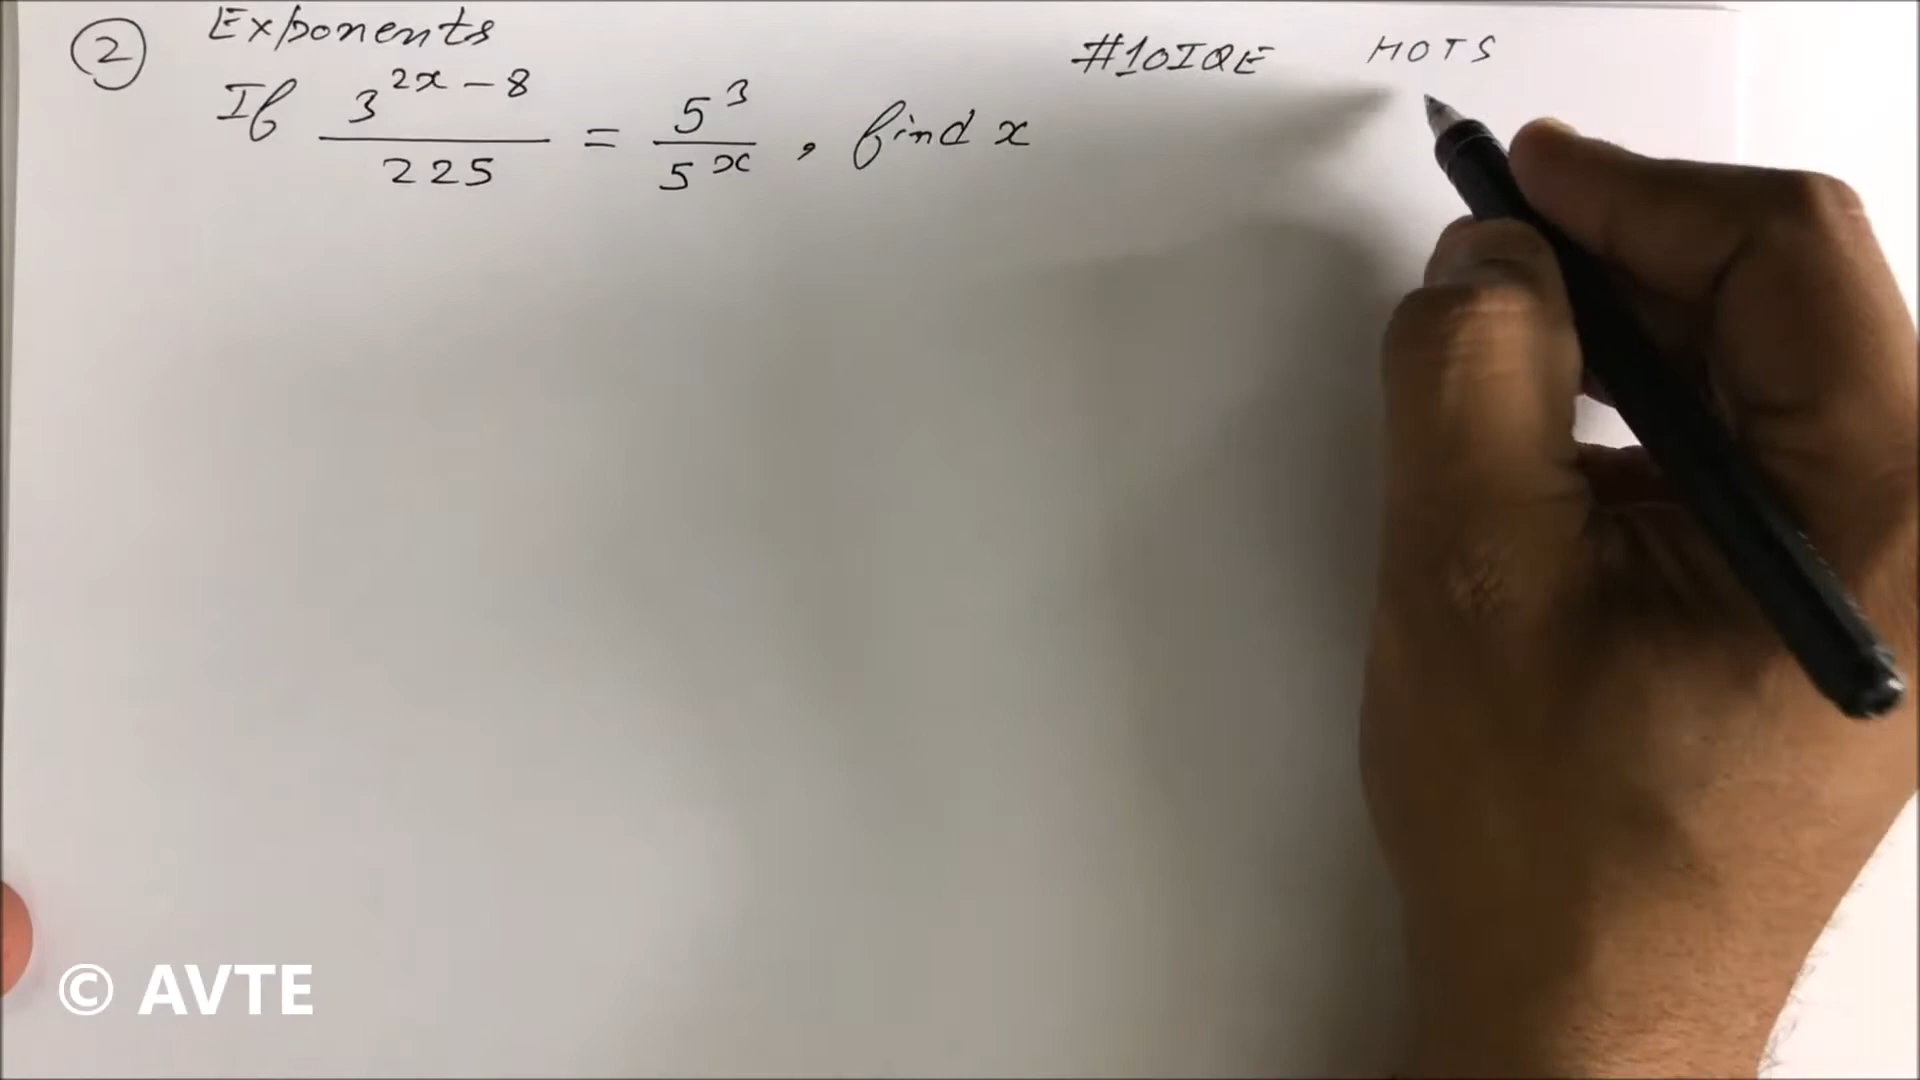 ② Exponents #10IQE HOTS
If 3^(2x-8) / 225 = 5^3 / 5^x , find x
© AVTE